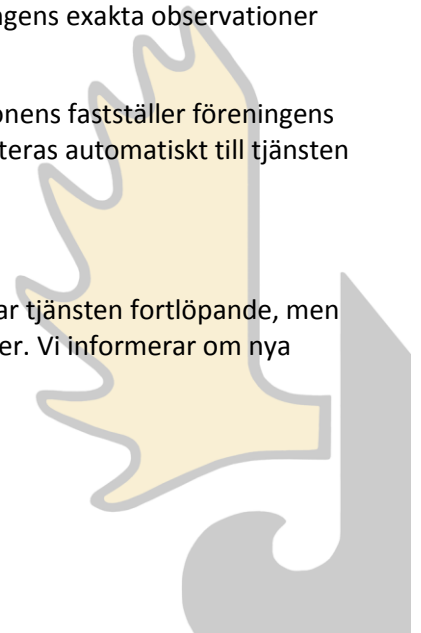 ngens exakta observationer
onens fastställer föreningens
teras automatiskt till tjänsten
ar tjänsten fortlöpande, men
er. Vi informerar om nya